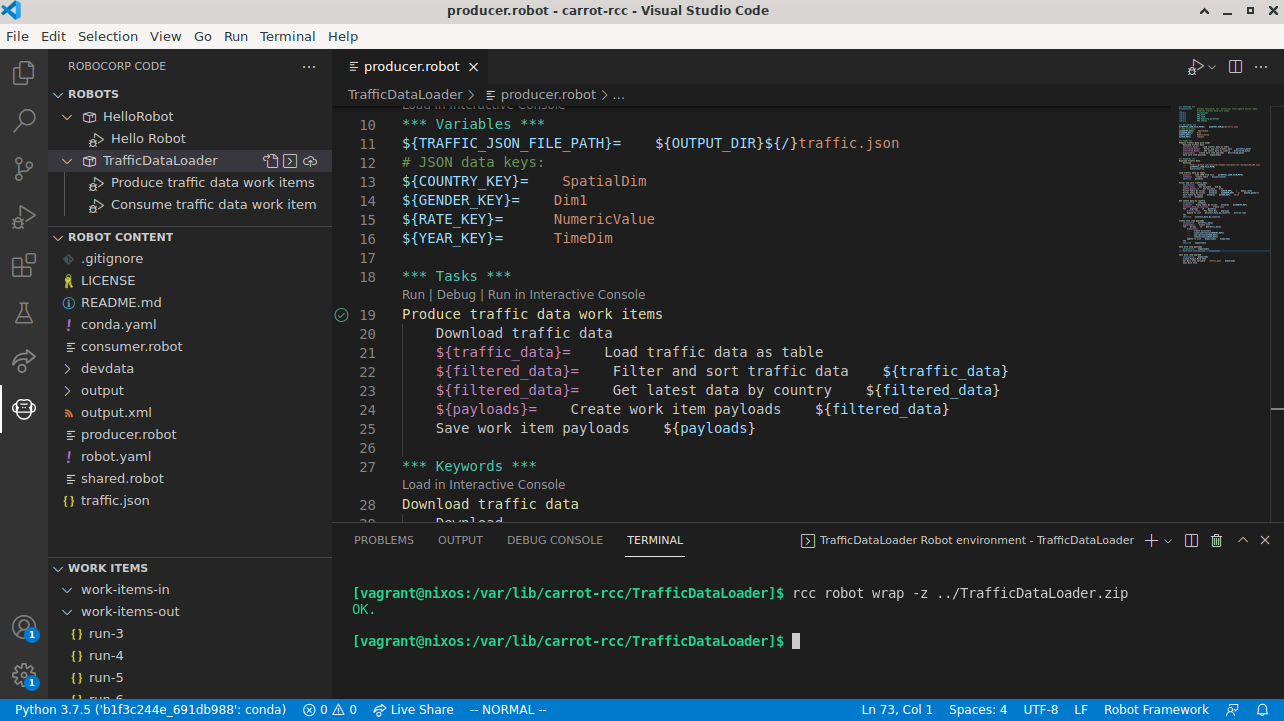 producer.robot - carrot-rcc - Visual Studio Code
File Edit Selection View Go Run Terminal Help
ROBOCORP CODE
ROBOTS
HelloRobot
Hello Robot
TrafficDataLoader
Produce traffic data work items
Consume traffic data work item
ROBOT CONTENT
.gitignore
LICENSE
README.md
conda.yaml
consumer.robot
devdata
output
output.xml
producer.robot
robot.yaml
shared.robot
traffic.json
WORK ITEMS
work-items-in
work-items-out
run-3
run-4
run-5
run-6
1
1
producer.robot
TrafficDataLoader > producer.robot > ...
Load in Interactive Console
10 *** Variables ***
11 ${TRAFFIC_JSON_FILE_PATH}=    ${OUTPUT_DIR}${/}traffic.json
12 # JSON data keys:
13 ${COUNTRY_KEY}=    SpatialDim
14 ${GENDER_KEY}=    Dim1
15 ${RATE_KEY}=      NumericValue
16 ${YEAR_KEY}=      TimeDim
17
18 *** Tasks ***
Run | Debug | Run in Interactive Console
19 Produce traffic data work items
20     Download traffic data
21     ${traffic_data}=    Load traffic data as table
22     ${filtered_data}=    Filter and sort traffic data    ${traffic_data}
23     ${filtered_data}=    Get latest data by country    ${filtered_data}
24     ${payloads}=    Create work item payloads    ${filtered_data}
25     Save work item payloads    ${payloads}
26
27 *** Keywords ***
Load in Interactive Console
28 Download traffic data
29     Download
PROBLEMS OUTPUT DEBUG CONSOLE TERMINAL
TrafficDataLoader Robot environment - TrafficDataLoader
[vagrant@nixos:/var/lib/carrot-rcc/TrafficDataLoader]$ rcc robot wrap -z ../TrafficDataLoader.zip
OK.
[vagrant@nixos:/var/lib/carrot-rcc/TrafficDataLoader]$
Python 3.7.5 ('b1f3c244e_691db988': conda) 0 0 Live Share -- NORMAL -- Ln 73, Col 1 Spaces: 4 UTF-8 LF Robot Framework